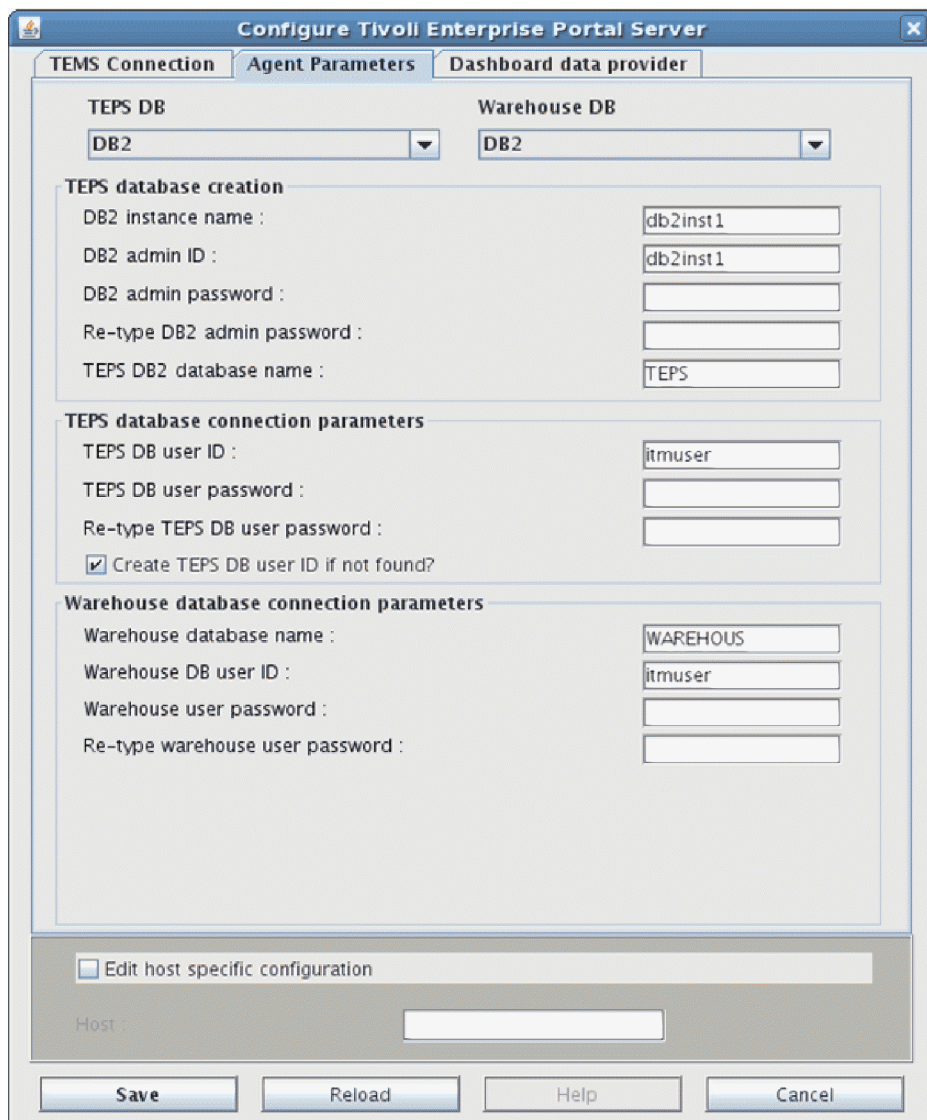 Configure Tivoli Enterprise Portal Server
TEMS Connection
Agent Parameters
Dashboard data provider
TEPS DB
Warehouse DB
DB2
DB2
TEPS database creation
DB2 instance name :
db2inst1
DB2 admin ID :
db2inst1
DB2 admin password :
Re-type DB2 admin password :
TEPS DB2 database name :
TEPS
TEPS database connection parameters
TEPS DB user ID :
itmuser
TEPS DB user password :
Re-type TEPS DB user password :
Create TEPS DB user ID if not found?
Warehouse database connection parameters
Warehouse database name :
WAREHOUS
Warehouse DB user ID :
itmuser
Warehouse user password :
Re-type warehouse user password :
Edit host specific configuration
Host :
Save
Reload
Help
Cancel